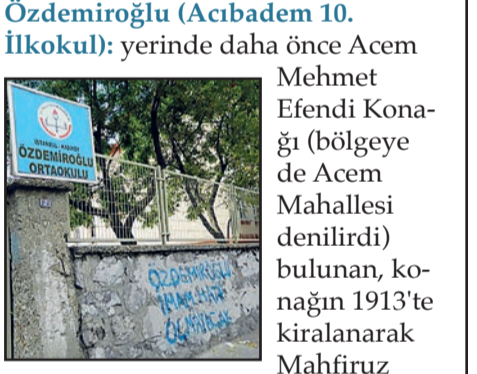 Özdemiroğlu (Acıbadem 10.
İlkokul): yerinde daha önce Acem
Mehmet
Efendi Kona-
ğı (bölgeye
de Acem
Mahallesi
denilirdi)
bulunan, ko-
nağın 1913'te
kiralanarak
Mahfiruz
İSTANBUL - KADIKÖY
ÖZDEMİROĞLU
ORTAOKULU
ÖZDEMİROĞLU
İMAM HATİP
OLMAYACAK